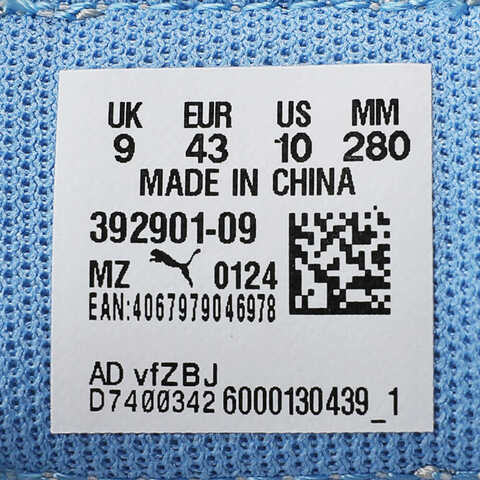 UK EUR US MM
9 43 10 280
MADE IN CHINA
392901-09
MZ 0124
EAN:4067979046978
AD vfZBJ
D7400342 6000130439_1